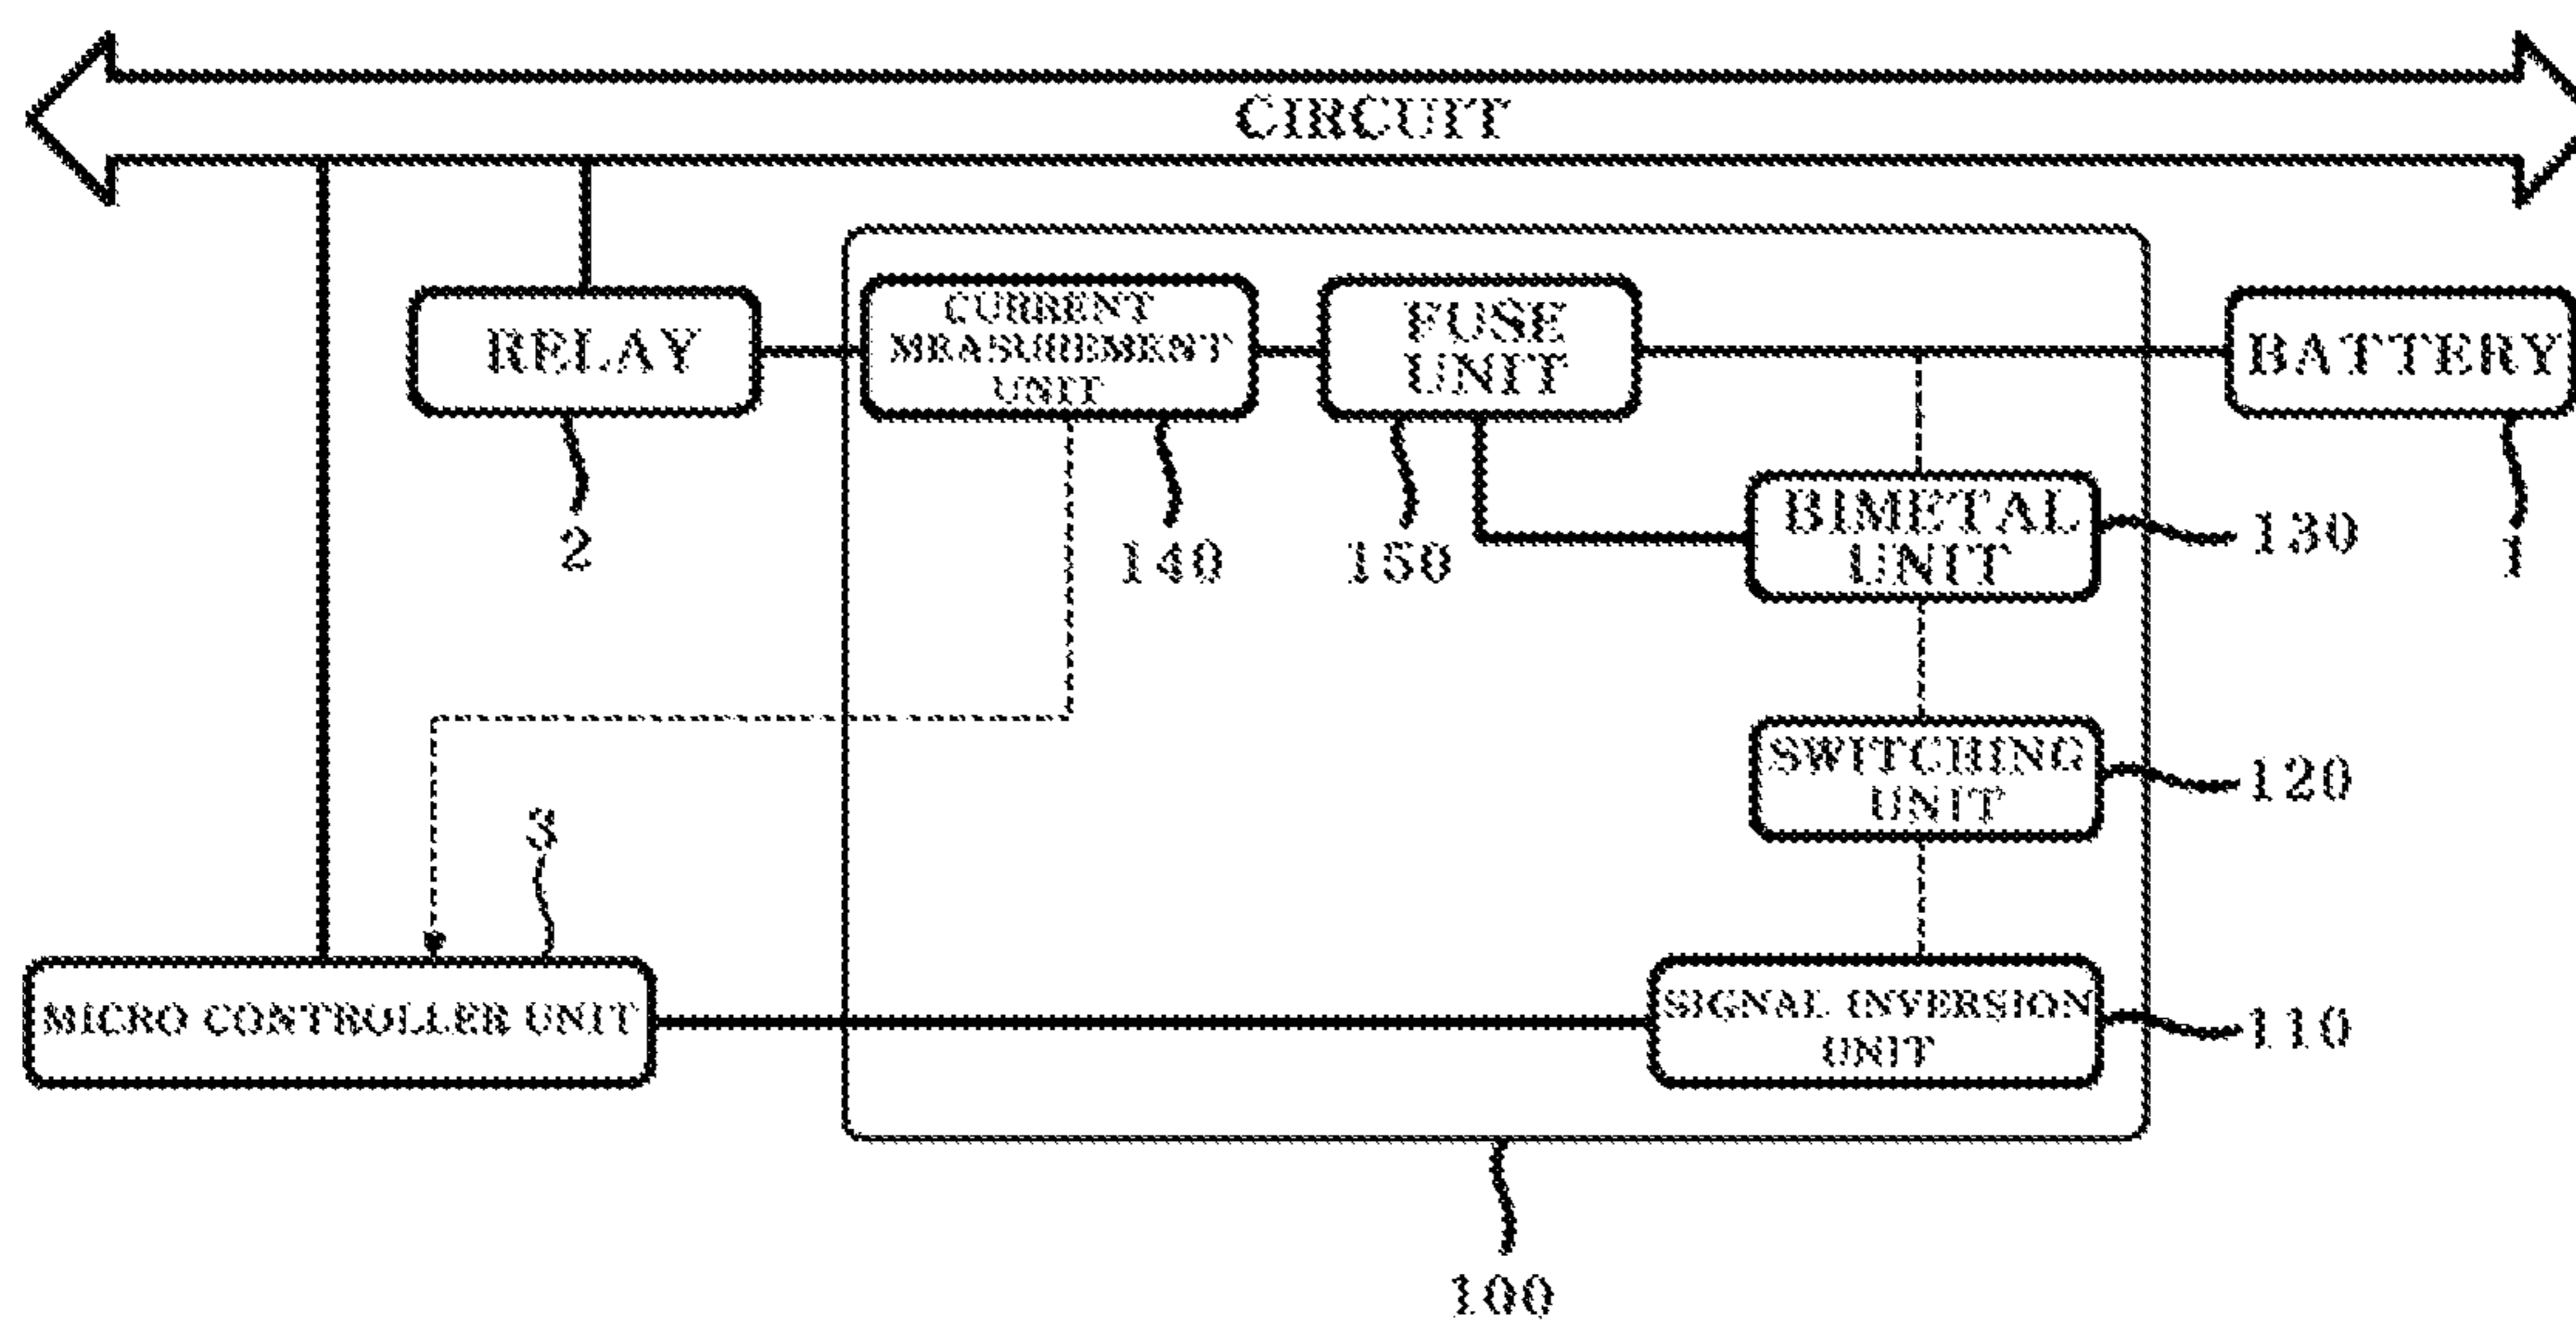 CIRCUIT
RELAY
CURRENT
MRASUREMENT
UNIT
FUSE
UNIT
BATTERY
2
140
150
BIMETAL
UNIT
130
1
SWITCHING
UNIT
120
3
MICRO CONTROLLER UNIT
SIGNAL INVERSION
UNIT
110
100